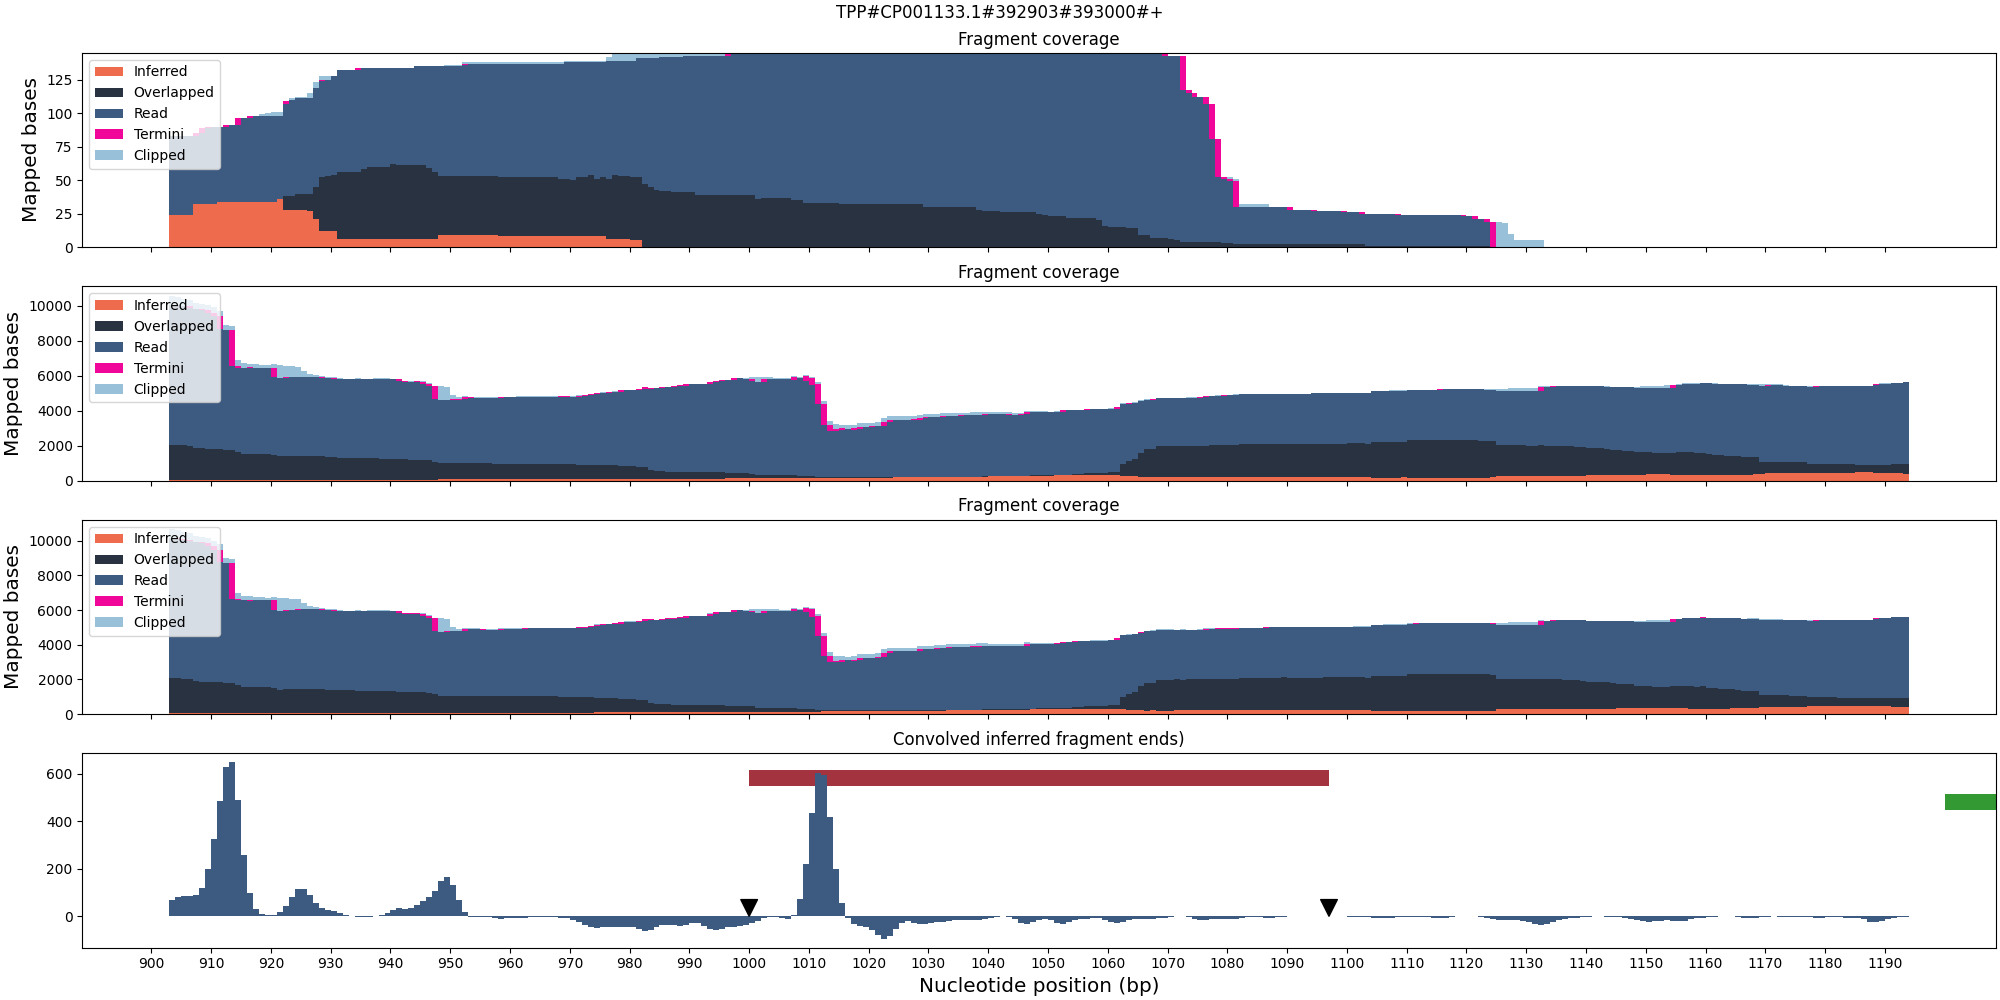 TPP#CP001133.1#392903#393000#+
Fragment coverage
Mapped bases
125
100
75
50
25
0
Inferred
Overlapped
Read
Termini
Clipped
Fragment coverage
Mapped bases
10000
8000
6000
4000
2000
0
Inferred
Overlapped
Read
Termini
Clipped
Fragment coverage
Mapped bases
10000
8000
6000
4000
2000
0
Inferred
Overlapped
Read
Termini
Clipped
Convolved inferred fragment ends)
600
400
200
0
900 910 920 930 940 950 960 970 980 990 1000 1010 1020 1030 1040 1050 1060 1070 1080 1090 1100 1110 1120 1130 1140 1150 1160 1170 1180 1190
Nucleotide position (bp)